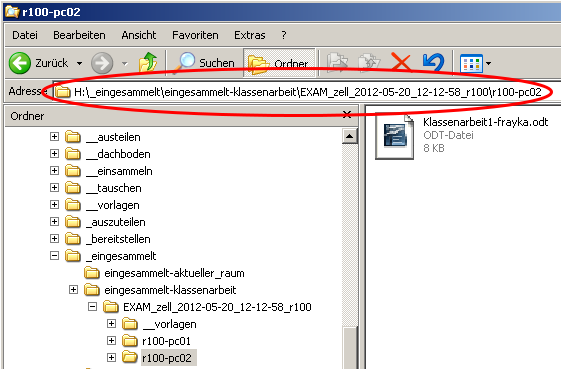 r100-pc02
Datei Bearbeiten Ansicht Favoriten Extras ?
Zurück Suchen Ordner
Adresse H:\_eingesammelt\eingesammelt-klassenarbeit\EXAM_zell_2012-05-20_12-12-58_r100\r100-pc02
Ordner
Klassenarbeit1-frayka.odt
ODT-Datei
8 KB
__austeilen
__dachboden
__einsammeln
__tauschen
__vorlagen
_auszuteilen
_bereitstellen
_eingesammelt
eingesammelt-aktueller_raum
eingesammelt-klassenarbeit
EXAM_zell_2012-05-20_12-12-58_r100
__vorlagen
r100-pc01
r100-pc02